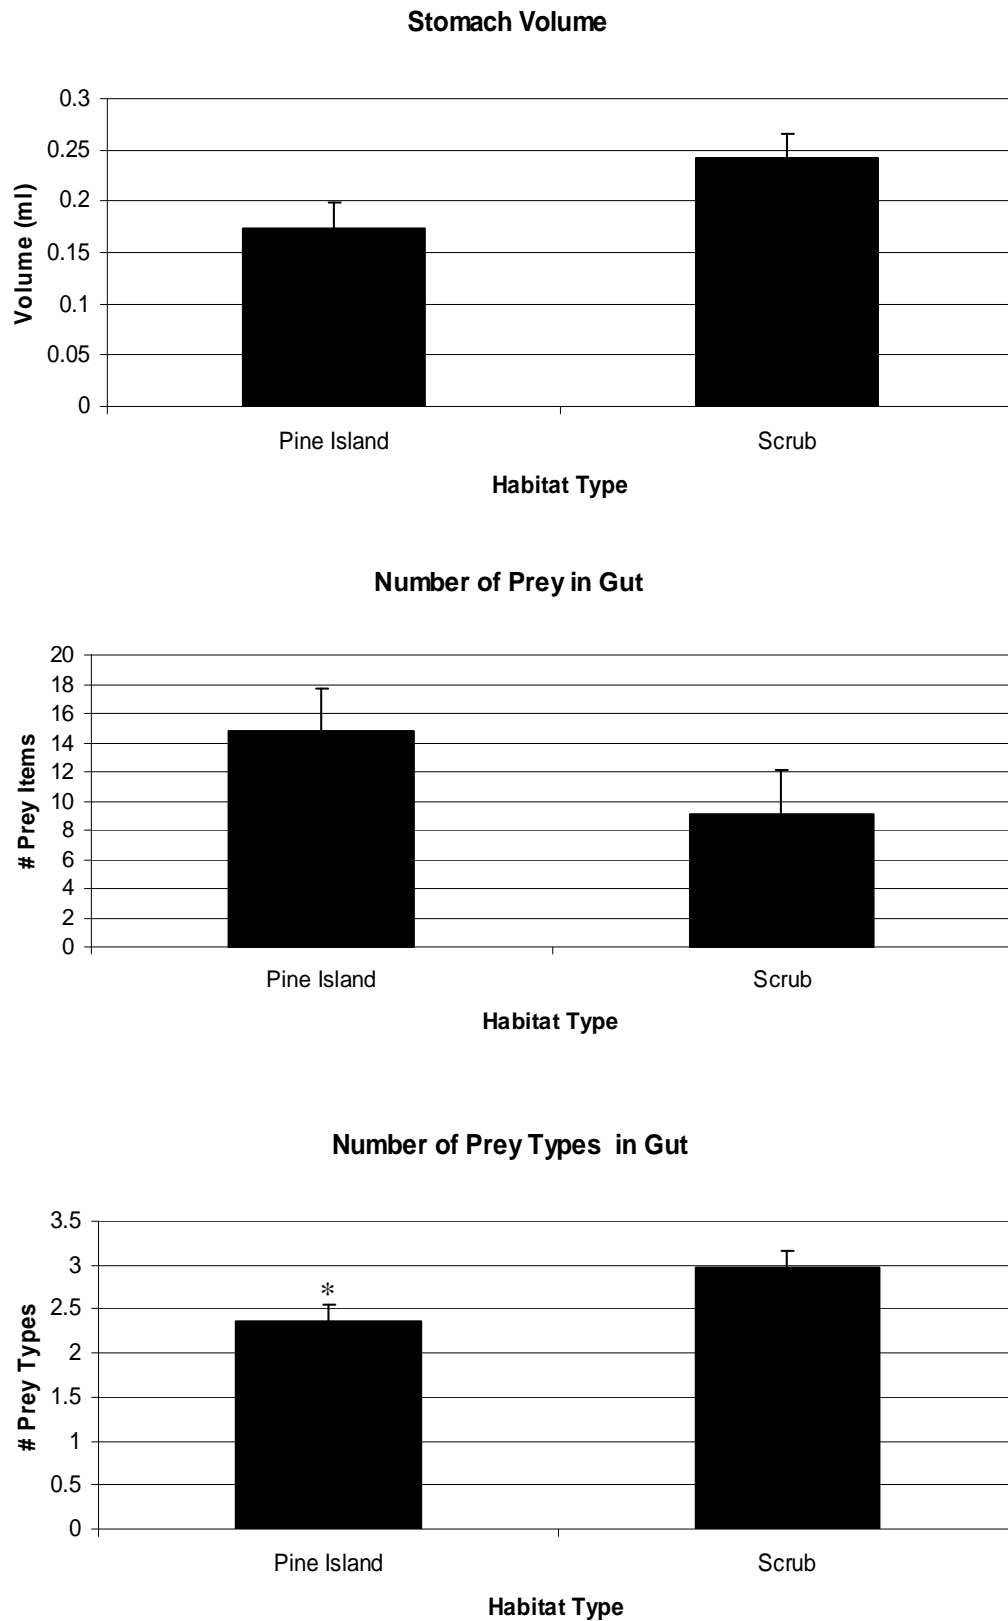 Stomach Volume
0.3
0.25
0.2
0.15
0.1
0.05
0
Volume (ml)
Pine Island Scrub
Habitat Type
Number of Prey in Gut
20
18
16
14
12
10
8
6
4
2
0
# Prey Items
Pine Island Scrub
Habitat Type
Number of Prey Types in Gut
3.5
3
2.5
2
1.5
1
0.5
0
# Prey Types
*
Pine Island Scrub
Habitat Type